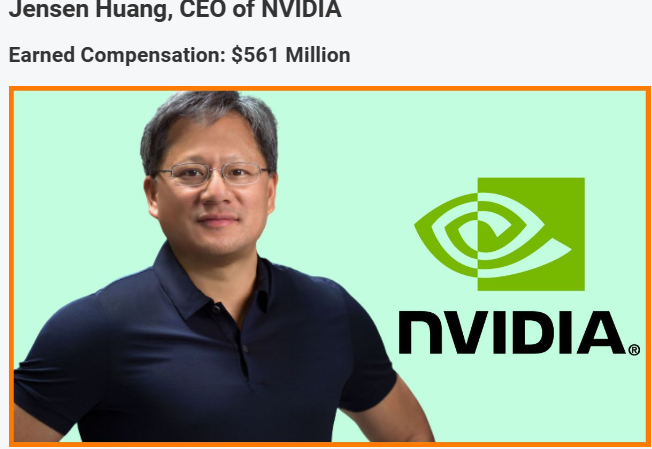 Jensen Huang, CEO of NVIDIA
Earned Compensation: $561 Million
nVIDIA®